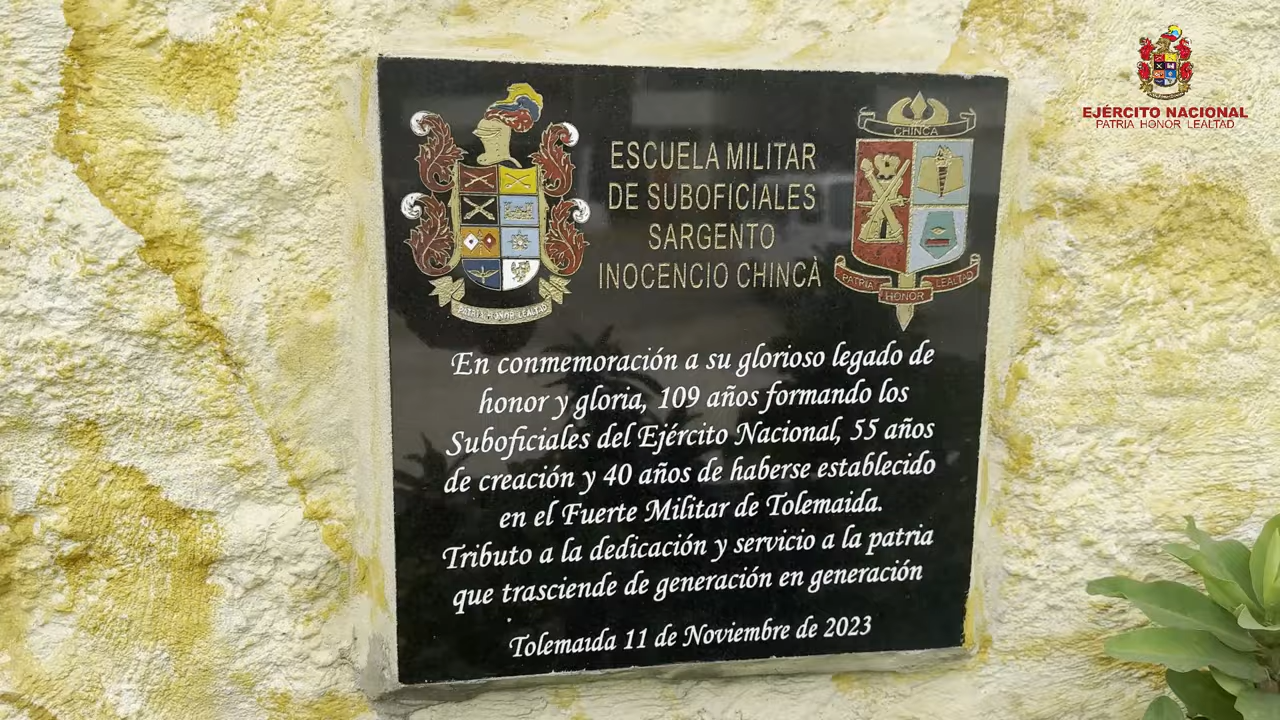 EJÉRCITO NACIONAL
PATRIA HONOR LEALTAD
ESCUELA MILITAR
DE SUBOFICIALES
SARGENTO
INOCENCIO CHINCÀ
PATRIA HONOR LEALTAD
CHINCA
PATRIA HONOR LEALTAD
En conmemoración a su glorioso legado de
honor y gloria, 109 años formando los
Suboficiales del Ejército Nacional, 55 años
de creación y 40 años de haberse establecido
en el Fuerte Militar de Tolemaida.
Tributo a la dedicación y servicio a la patria
que trasciende de generación en generación
Tolemaida 11 de Noviembre de 2023